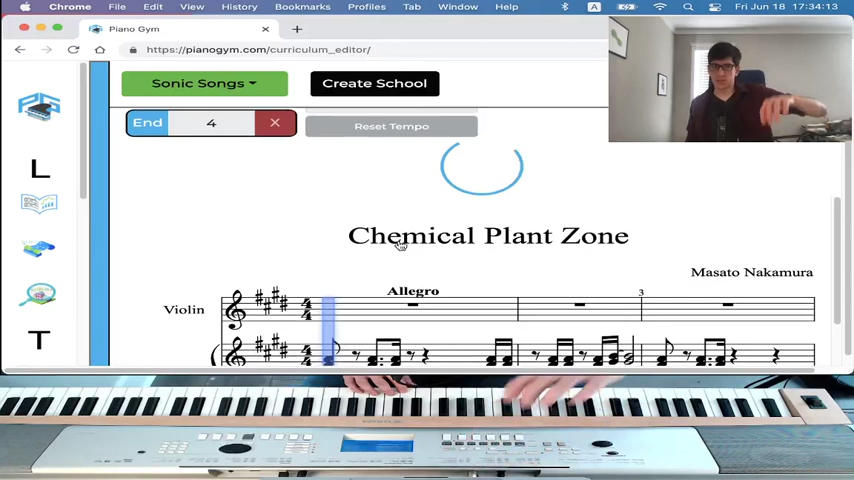 Chrome File Edit View History Bookmarks Profiles Tab Window Help A Fri Jun 18 17:34:13
Piano Gym
https://pianogym.com/curriculum_editor/
Sonic Songs Create School
End 4
Reset Tempo
L
T
Chemical Plant Zone
Masato Nakamura
Allegro
3
Violin